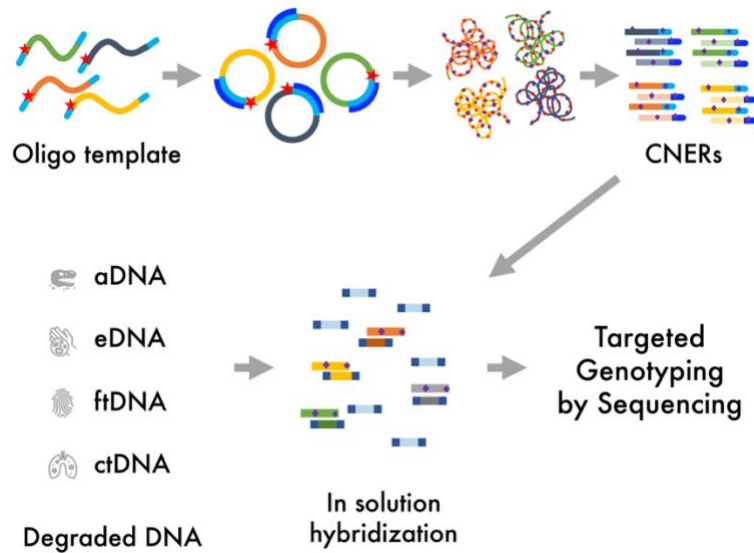 Oligo template
CNERs
aDNA
eDNA
ftDNA
ctDNA
Degraded DNA
In solution
hybridization
Targeted
Genotyping
by Sequencing